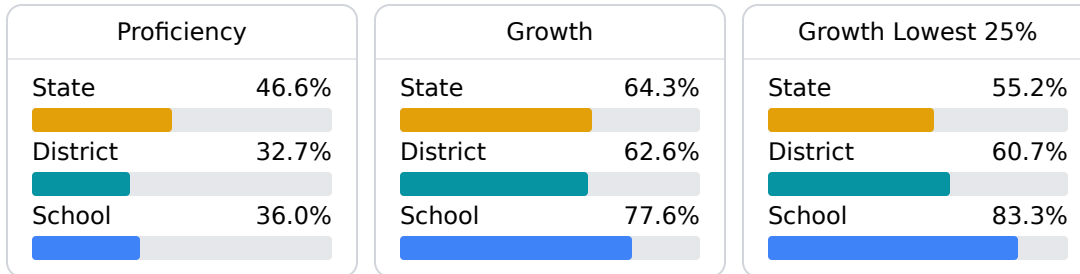 Proficiency
State 46.6%
District 32.7%
School 36.0%
Growth
State 64.3%
District 62.6%
School 77.6%
Growth Lowest 25%
State 55.2%
District 60.7%
School 83.3%